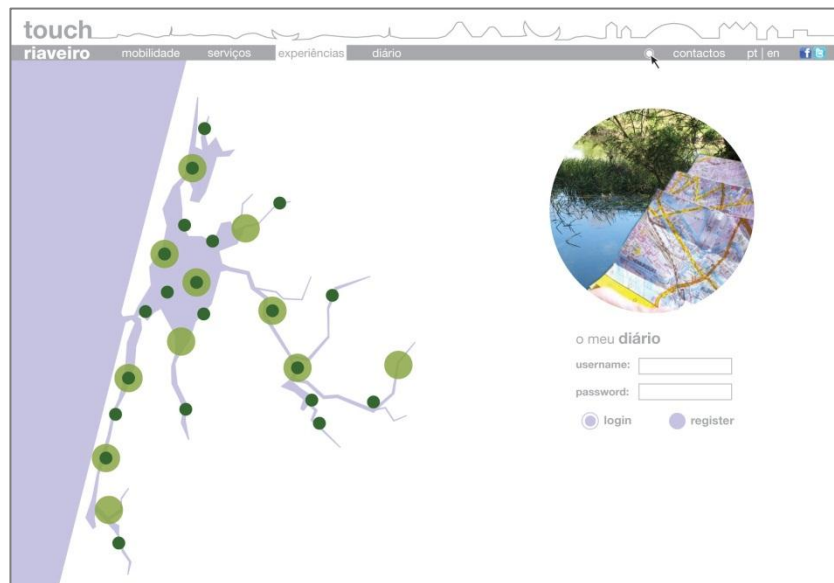 touch
riaveiro mobilidade serviços experiências diário contactos pt | en f t
o meu diário
username:
password:
login register